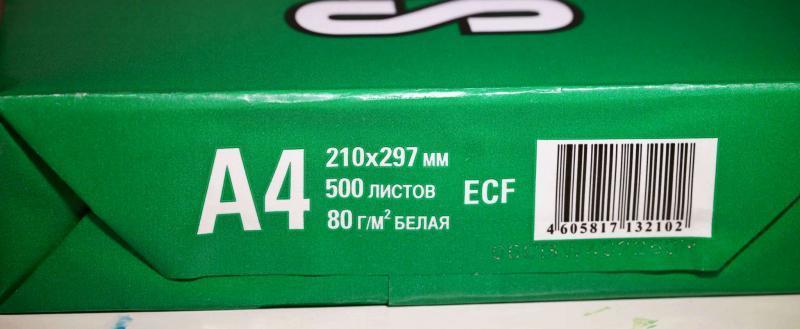 S
A4
210x297 мм
500 листов
80 г/м² БЕЛАЯ
ECF
4 605817 132102